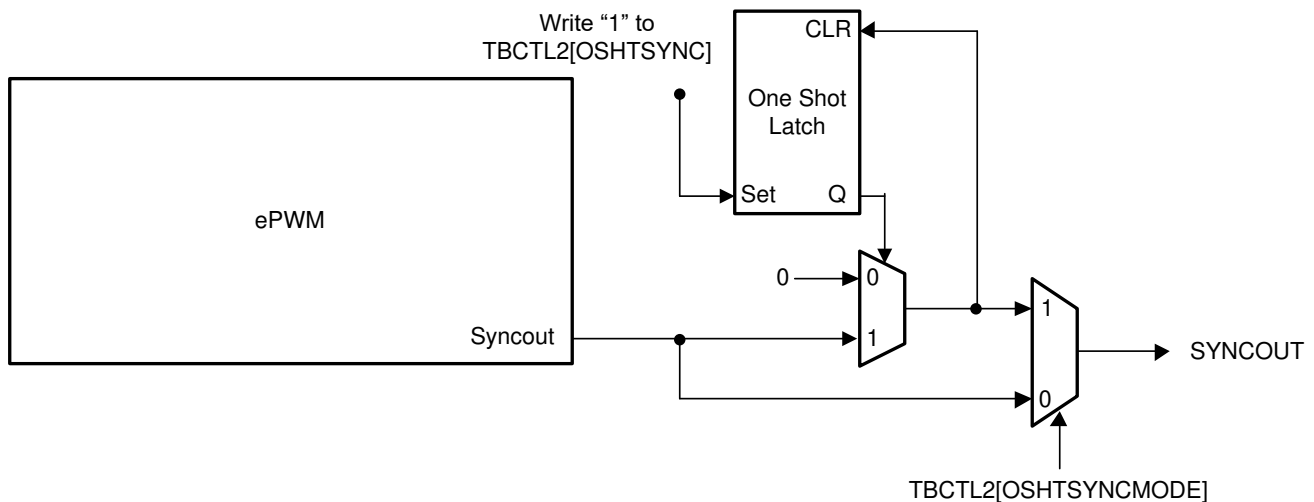 Write “1” to
TBCTL2[OSHTSYNC]
CLR
One Shot
Latch
Set Q
ePWM
0 0
Syncout
1
1
SYNCOUT
0
TBCTL2[OSHTSYNCMODE]